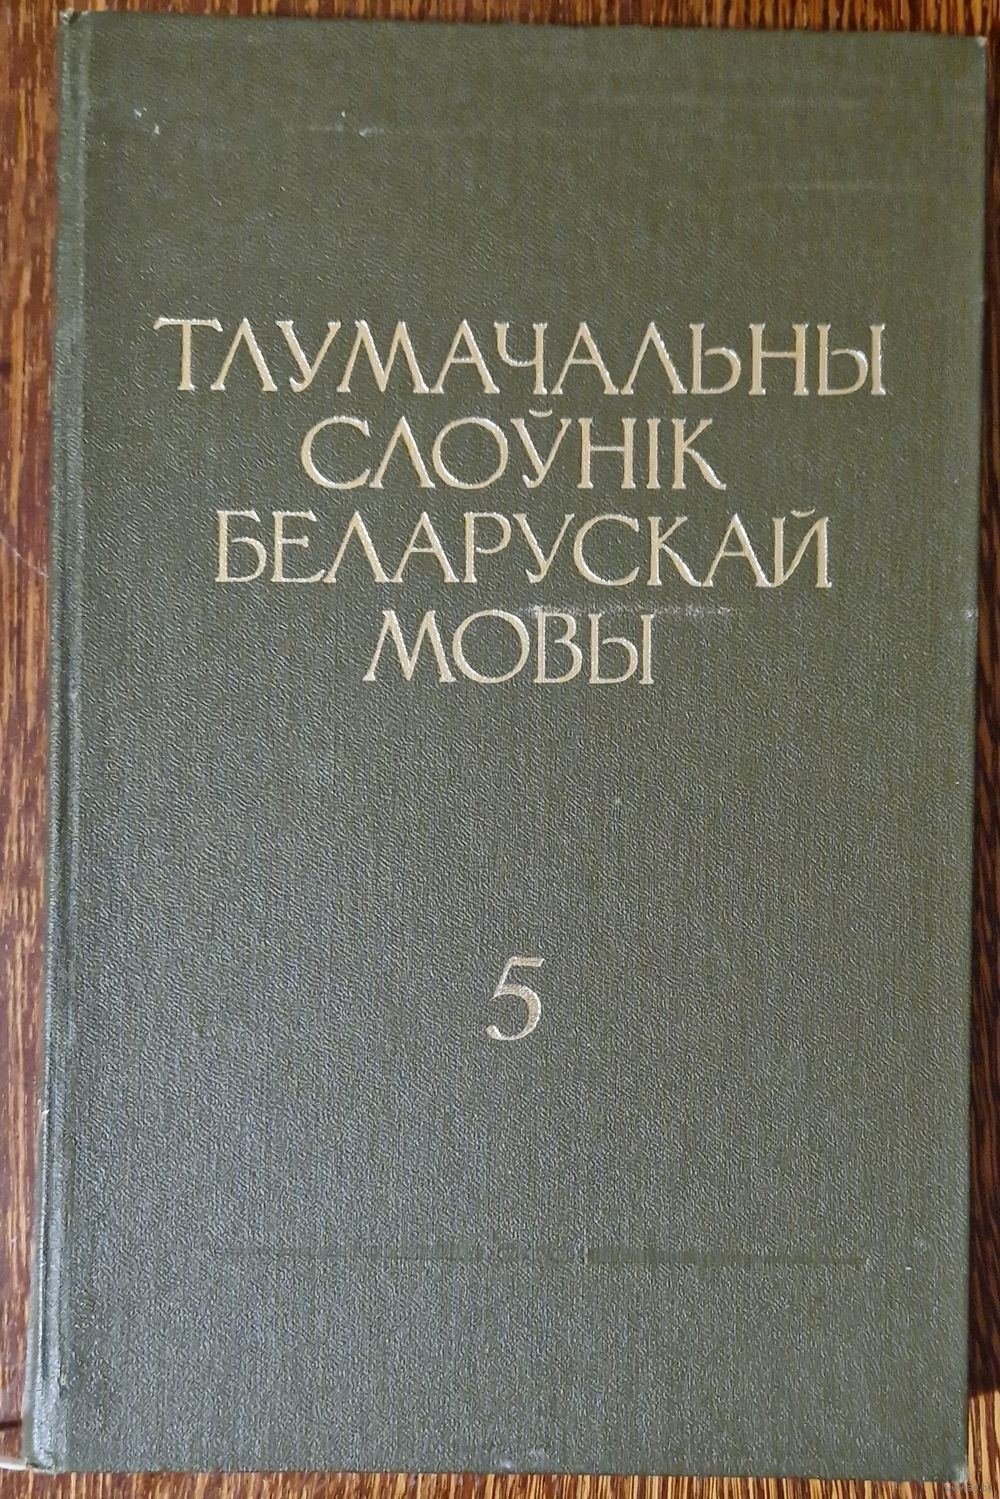 ТЛУМАЧАЛЬНЫ
СЛОЎНІК
БЕЛАРУСКАЙ
МОВЫ
5